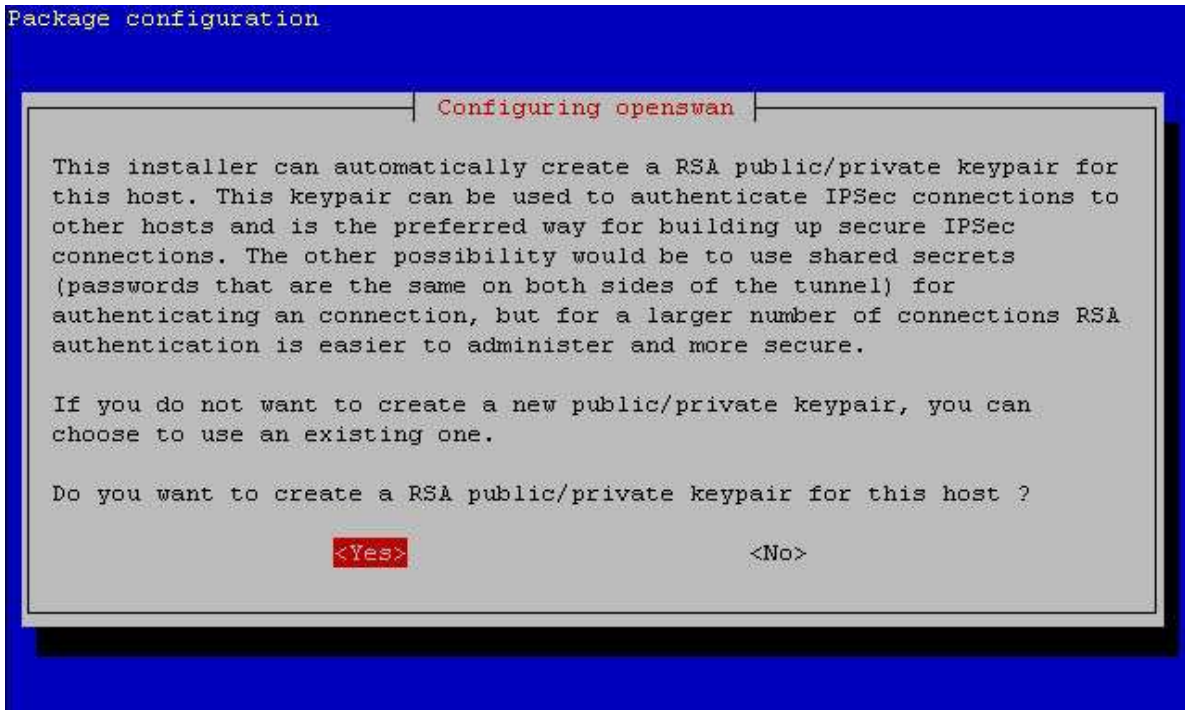 Package configuration
Configuring openswan
This installer can automatically create a RSA public/private keypair for
this host. This keypair can be used to authenticate IPSec connections to
other hosts and is the preferred way for building up secure IPSec
connections. The other possibility would be to use shared secrets
(passwords that are the same on both sides of the tunnel) for
authenticating an connection, but for a larger number of connections RSA
authentication is easier to administer and more secure.
If you do not want to create a new public/private keypair, you can
choose to use an existing one.
Do you want to create a RSA public/private keypair for this host ?
<Yes> <No>